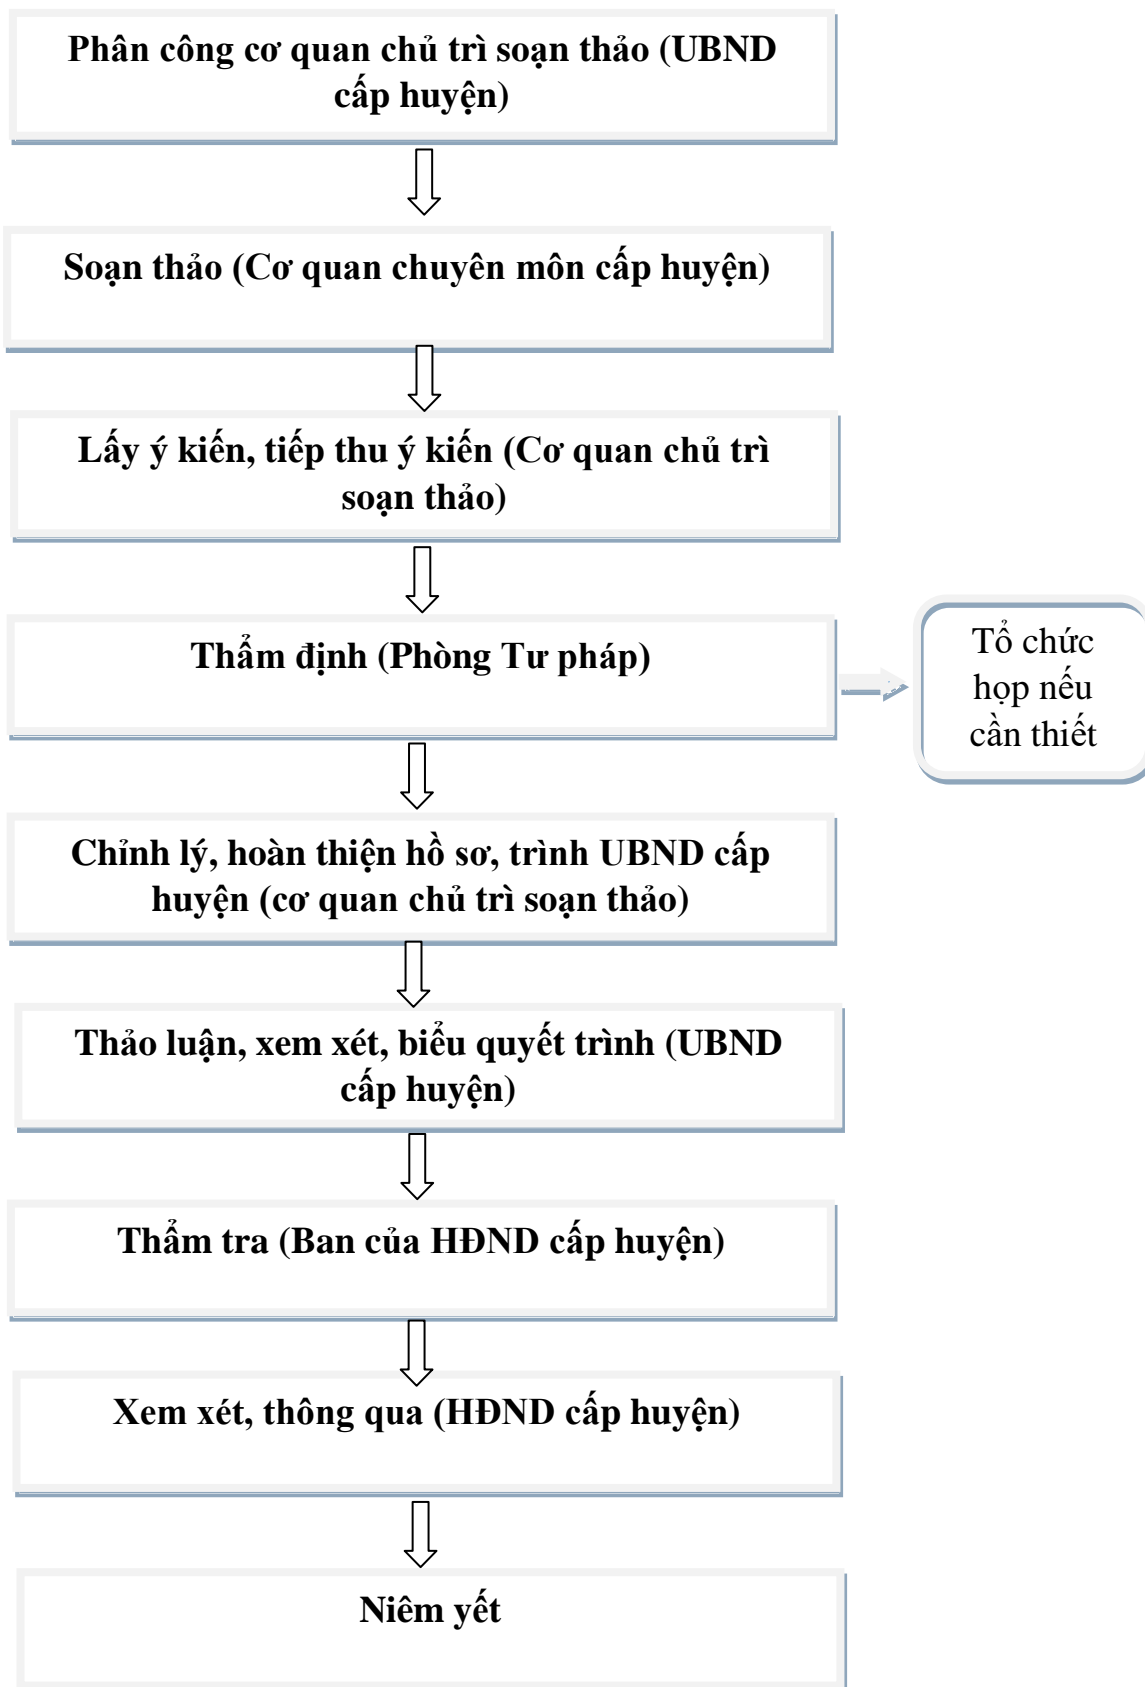 Phân công cơ quan chủ trì soạn thảo (UBND
cấp huyện)
Soạn thảo (Cơ quan chuyên môn cấp huyện)
Lấy ý kiến, tiếp thu ý kiến (Cơ quan chủ trì
soạn thảo)
Thẩm định (Phòng Tư pháp)
Tổ chức
họp nếu
cần thiết
Chỉnh lý, hoàn thiện hồ sơ, trình UBND cấp
huyện (cơ quan chủ trì soạn thảo)
Thảo luận, xem xét, biểu quyết trình (UBND
cấp huyện)
Thẩm tra (Ban của HĐND cấp huyện)
Xem xét, thông qua (HĐND cấp huyện)
Niêm yết